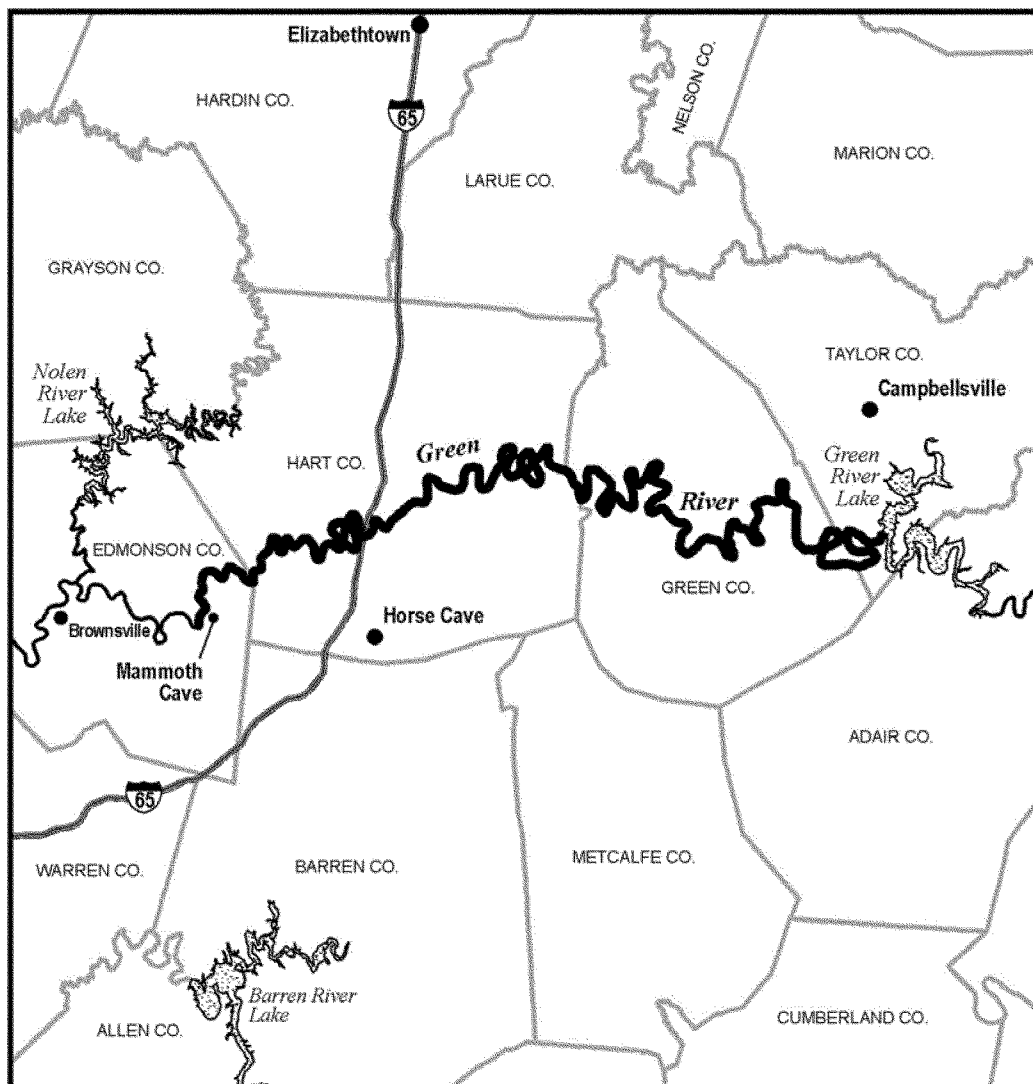 Elizabethtown
HARDIN CO.
65
NELSON CO.
LARUE CO.
MARION CO.
GRAYSON CO.
Nolen
River
Lake
TAYLOR CO.
Campbellsville
HART CO.
Green
River
Green
River
Lake
EDMONSON CO.
GREEN CO.
Brownsville
Horse Cave
Mammoth
Cave
ADAIR CO.
65
WARREN CO.
BARREN CO.
METCALFE CO.
Barren River
Lake
ALLEN CO.
CUMBERLAND CO.